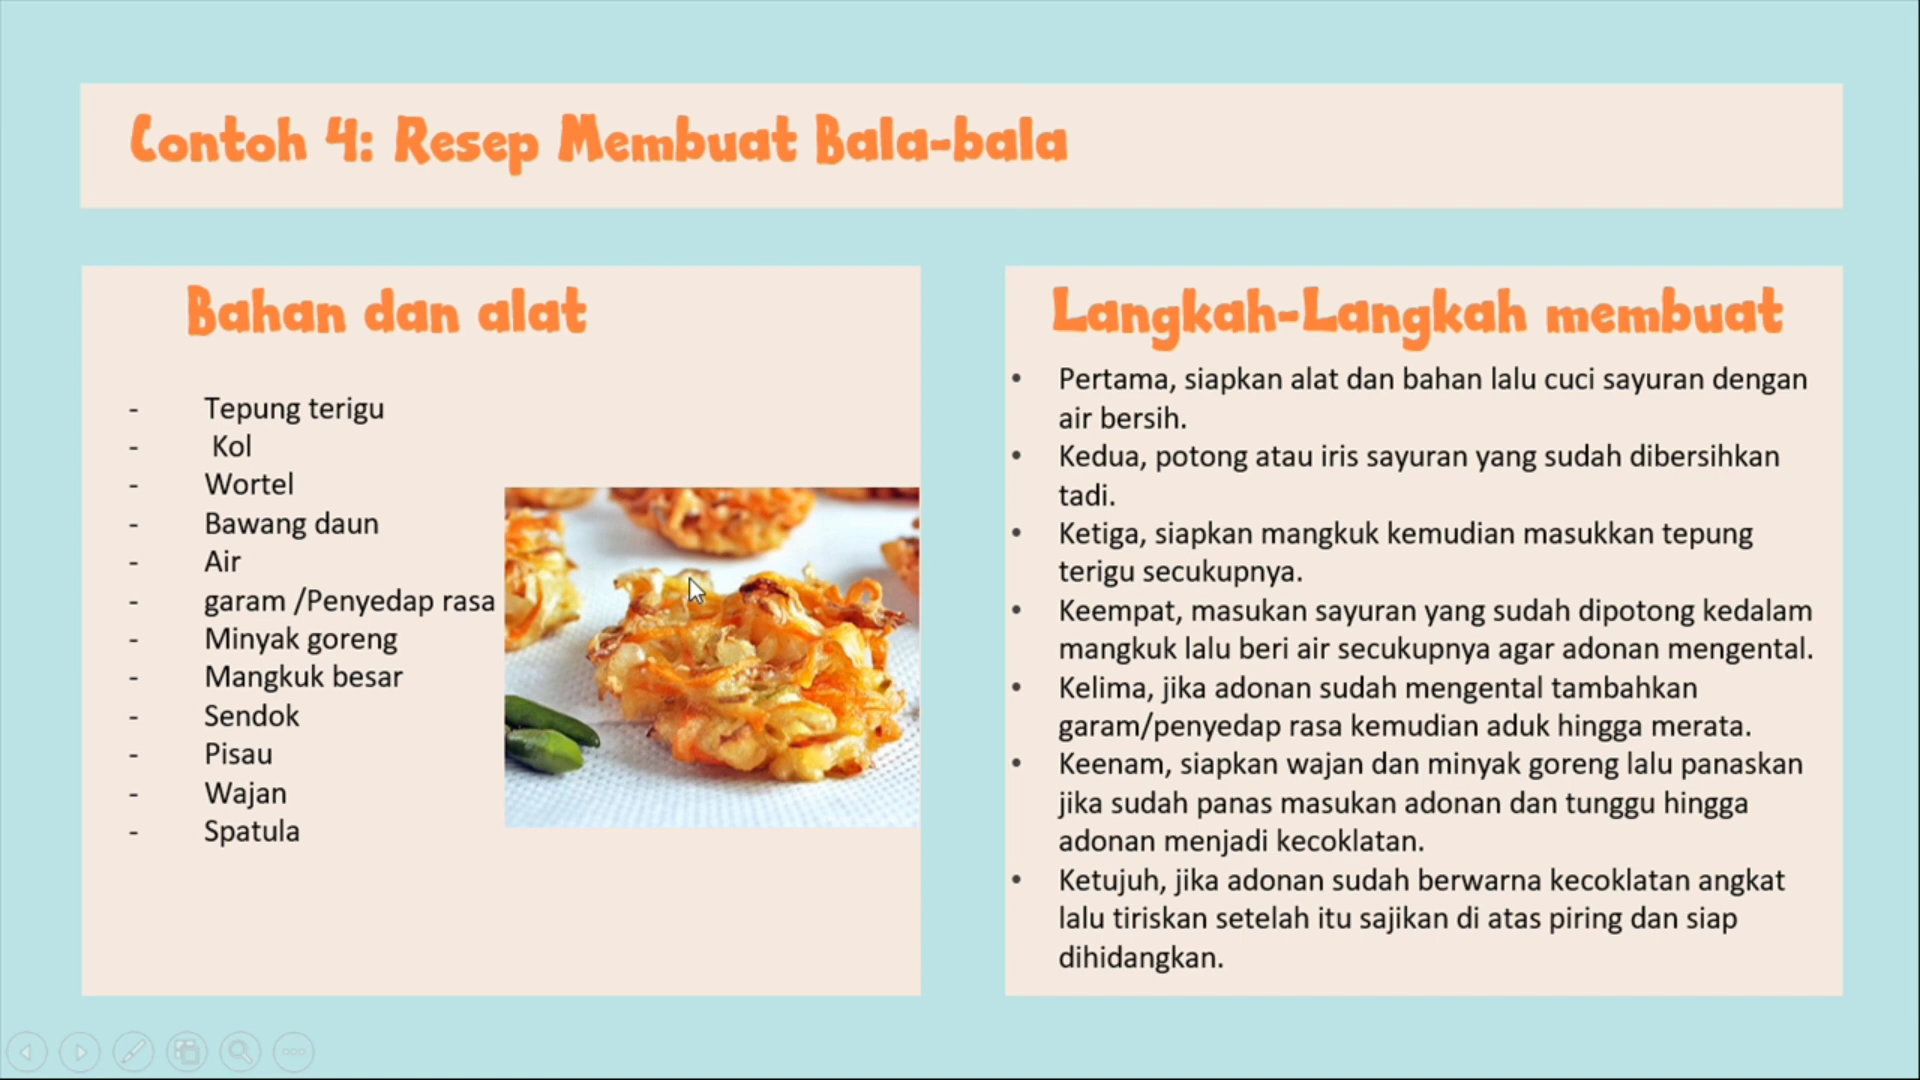 Contoh 4: Resep Membuat Bala-bala
Bahan dan alat
- Tepung terigu
- Kol
- Wortel
- Bawang daun
- Air
- garam /Penyedap rasa
- Minyak goreng
- Mangkuk besar
- Sendok
- Pisau
- Wajan
- Spatula
Langkah-Langkah membuat
• Pertama, siapkan alat dan bahan lalu cuci sayuran dengan
air bersih.
• Kedua, potong atau iris sayuran yang sudah dibersihkan
tadi.
• Ketiga, siapkan mangkuk kemudian masukkan tepung
terigu secukupnya.
• Keempat, masukan sayuran yang sudah dipotong kedalam
mangkuk lalu beri air secukupnya agar adonan mengental.
• Kelima, jika adonan sudah mengental tambahkan
garam/penyedap rasa kemudian aduk hingga merata.
• Keenam, siapkan wajan dan minyak goreng lalu panaskan
jika sudah panas masukan adonan dan tunggu hingga
adonan menjadi kecoklatan.
• Ketujuh, jika adonan sudah berwarna kecoklatan angkat
lalu tiriskan setelah itu sajikan di atas piring dan siap
dihidangkan.